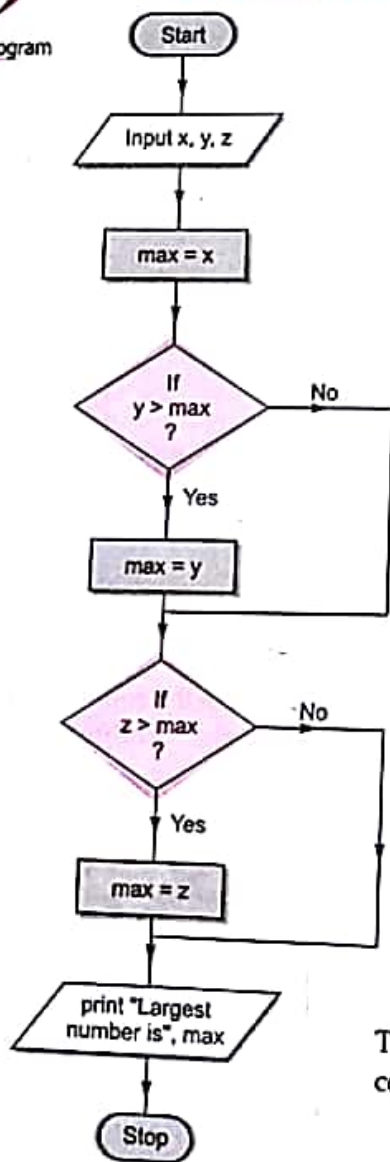 Start
Input x, y, z
max = x
If
y > max
?
No
Yes
max = y
If
z > max
?
No
Yes
max = z
print "Largest
number is", max
Stop